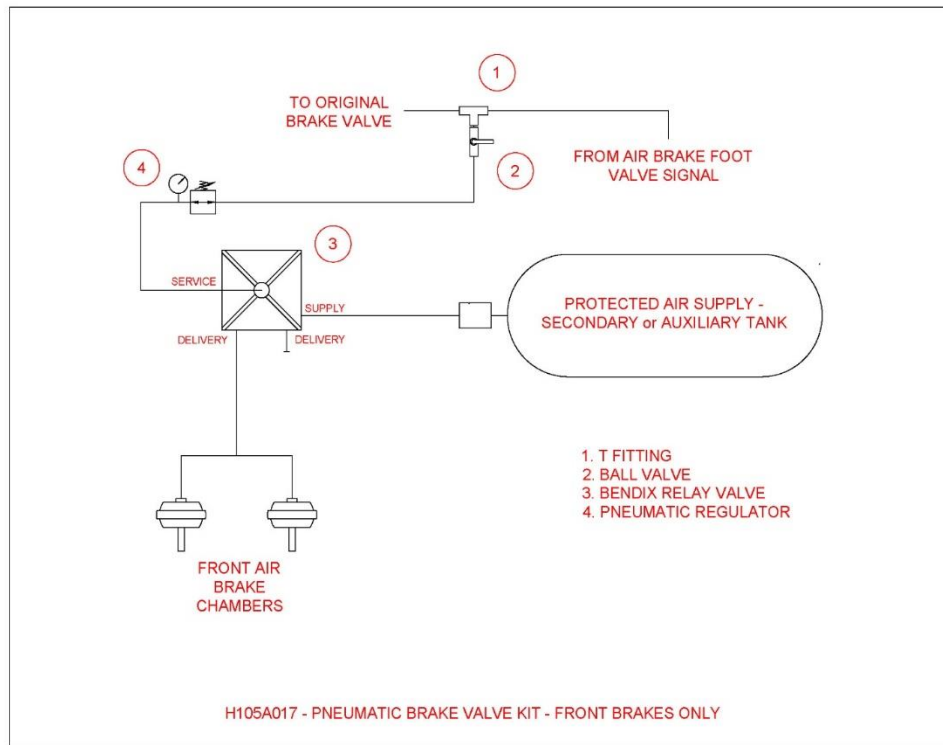 1
TO ORIGINAL
BRAKE VALVE
FROM AIR BRAKE FOOT
VALVE SIGNAL
2
4
3
SERVICE
SUPPLY
PROTECTED AIR SUPPLY -
SECONDARY or AUXILIARY TANK
DELIVERY
DELIVERY
1. T FITTING
2. BALL VALVE
3. BENDIX RELAY VALVE
4. PNEUMATIC REGULATOR
FRONT AIR
BRAKE
CHAMBERS
H105A017 - PNEUMATIC BRAKE VALVE KIT - FRONT BRAKES ONLY